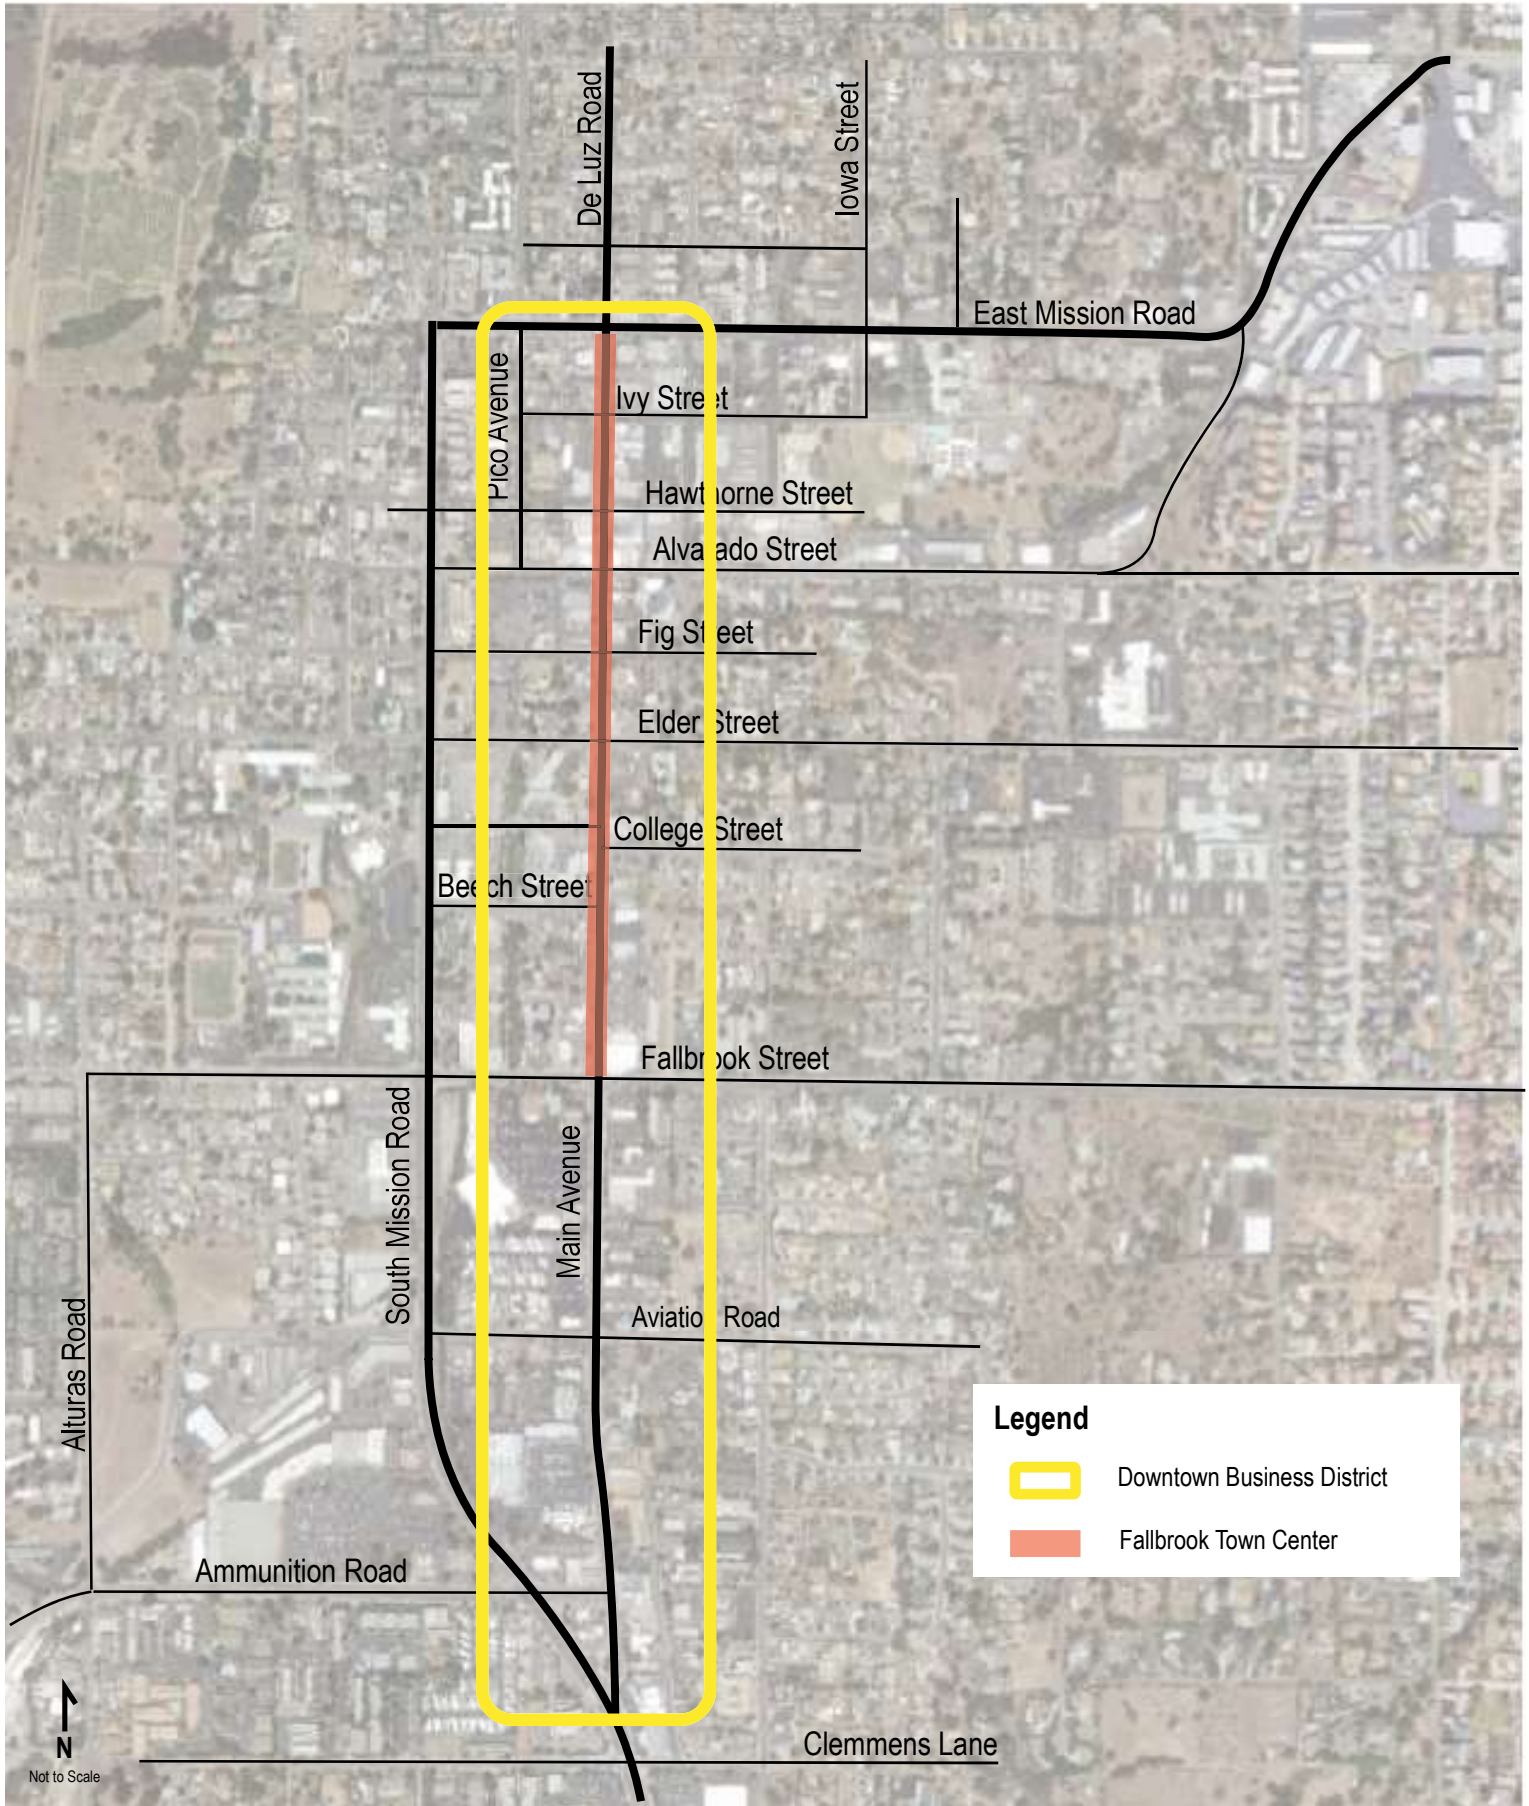 De Luz Road
Iowa Street
East Mission Road
Pico Avenue
Ivy Street
Hawthorne Street
Alvarado Street
Fig Street
Elder Street
College Street
Beech Street
Fallbrook Street
South Mission Road
Main Avenue
Aviation Road
Alturas Road
Legend
Downtown Business District
Fallbrook Town Center
Ammunition Road
Clemmens Lane
N
Not to Scale